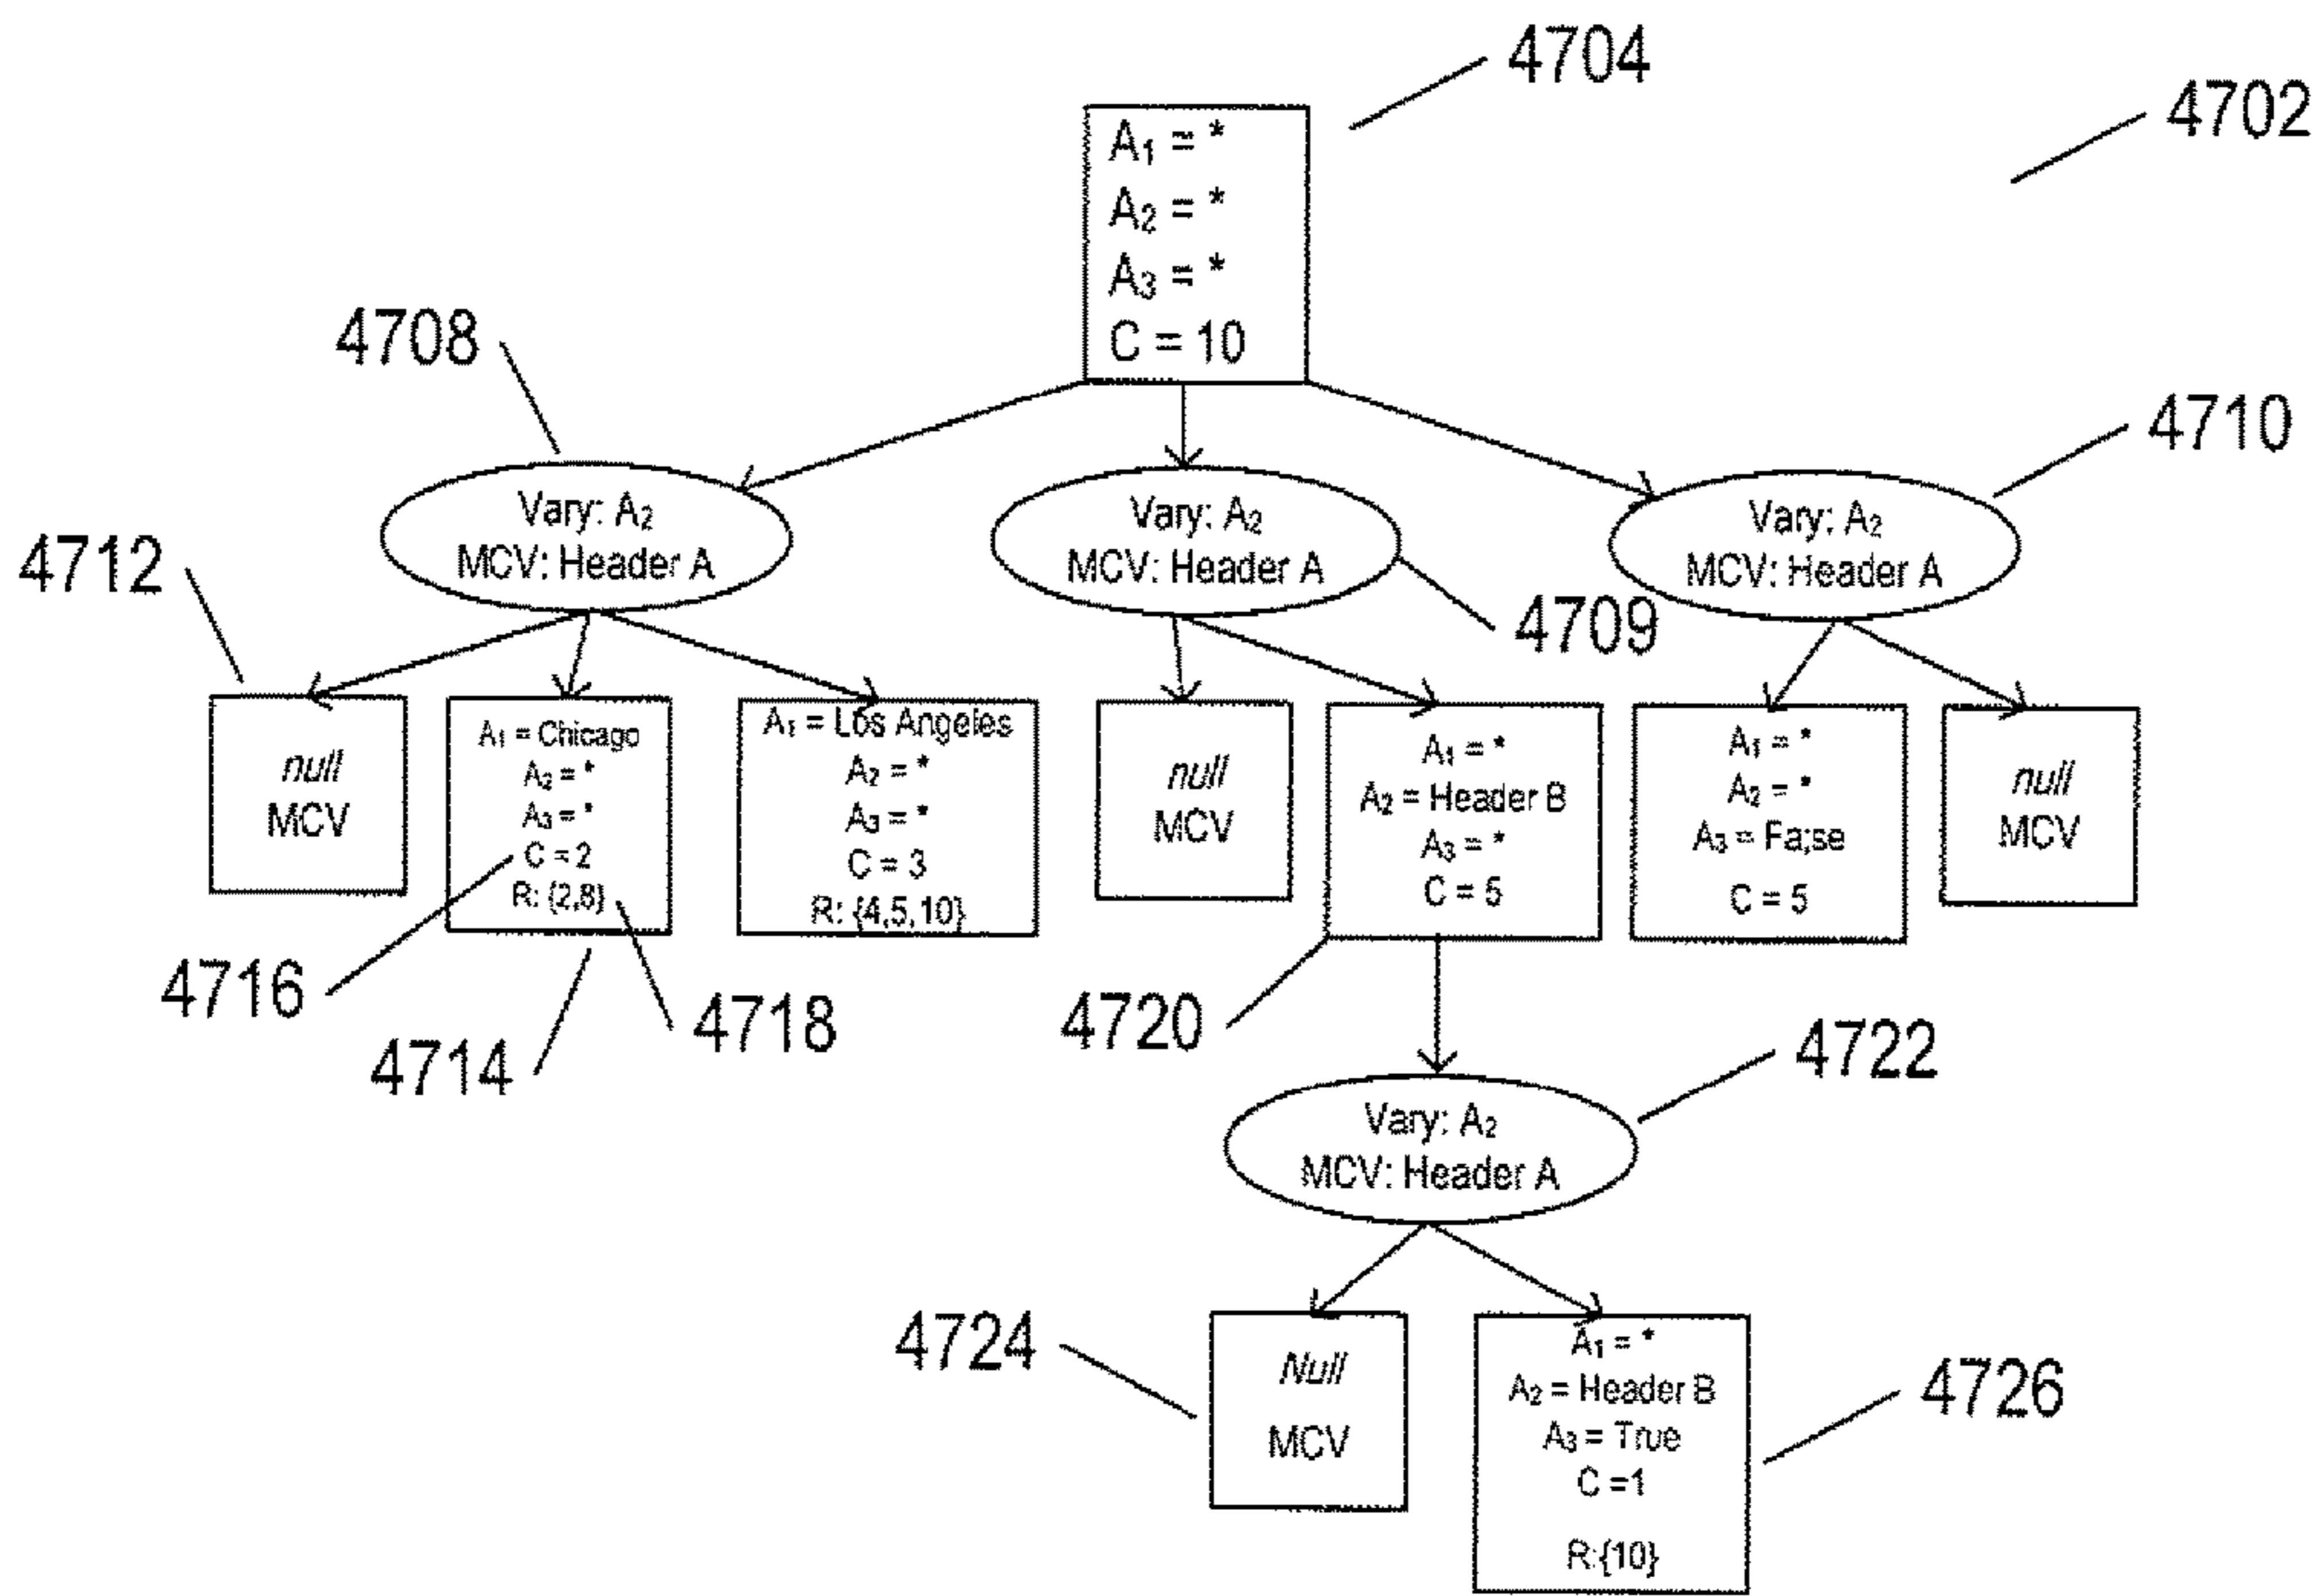 4704
4702
A₁ = *
A₂ = *
A₃ = *
C = 10
4708
4710
Vary: A₂
MCV: Header A
Vary: A₂
MCV: Header A
Vary: A₂
MCV: Header A
4712
4709
null
MCV
A₁ = Chicago
A₂ = *
A₃ = *
C = 2
R: {2,8}
A₁ = Los Angeles
A₂ = *
A₃ = *
C = 3
R: {4,5,10}
null
MCV
A₁ = *
A₂ = Header B
A₃ = *
C = 5
A₁ = *
A₂ = *
A₃ = Fa;se
C = 5
null
MCV
4716
4714
4718
4720
4722
Vary: A₂
MCV: Header A
4724
Null
MCV
A₁ = *
A₂ = Header B
A₃ = True
C =1
R:{10}
4726